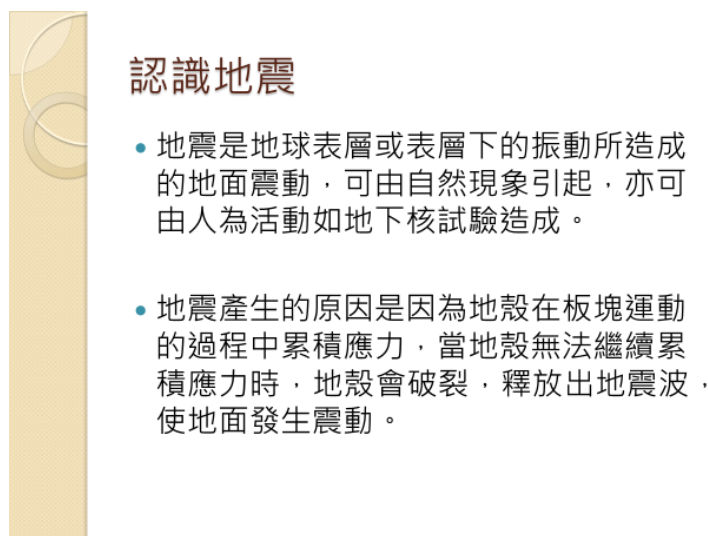 認識地震
• 地震是地球表層或表層下的振動所造成
的地面震動，可由自然現象引起，亦可
由人為活動如地下核試驗造成。
• 地震產生的原因是因為地殼在板塊運動
的過程中累積應力，當地殼無法繼續累
積應力時，地殼會破裂，釋放出地震波，
使地面發生震動。